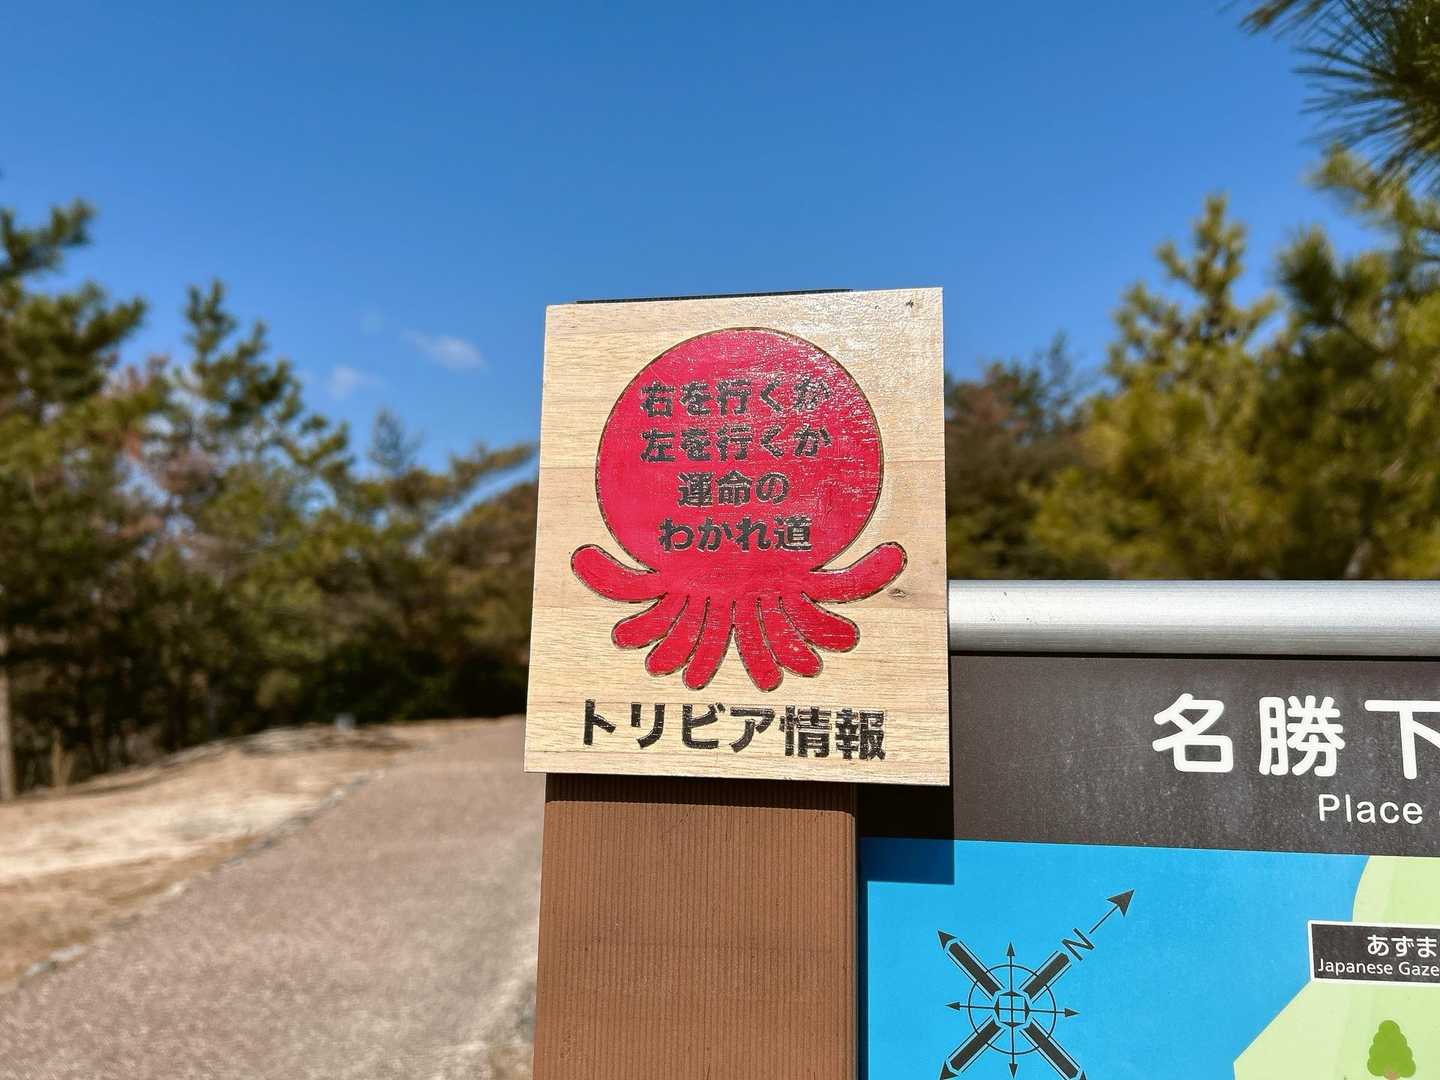 右を行くか
左を行くか
運命の
わかれ道
トリビア情報
名勝下
Place
N
あずま
Japanese Gaze